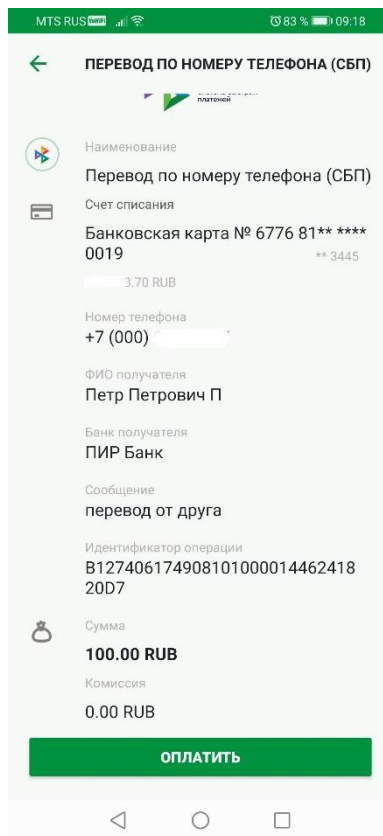 MTS RUS VoWiFi 83 % 09:18
ПЕРЕВОД ПО НОМЕРУ ТЕЛЕФОНА (СБП)
платежей
Наименование
Перевод по номеру телефона (СБП)
Счет списания
Банковская карта № 6776 81** ****
0019 ** 3445
3.70 RUB
Номер телефона
+7 (000)
ФИО получателя
Петр Петрович П
Банк получателя
ПИР Банк
Сообщение
перевод от друга
Идентификатор операции
B127406174908101000014462418
20D7
Сумма
100.00 RUB
Комиссия
0.00 RUB
ОПЛАТИТЬ